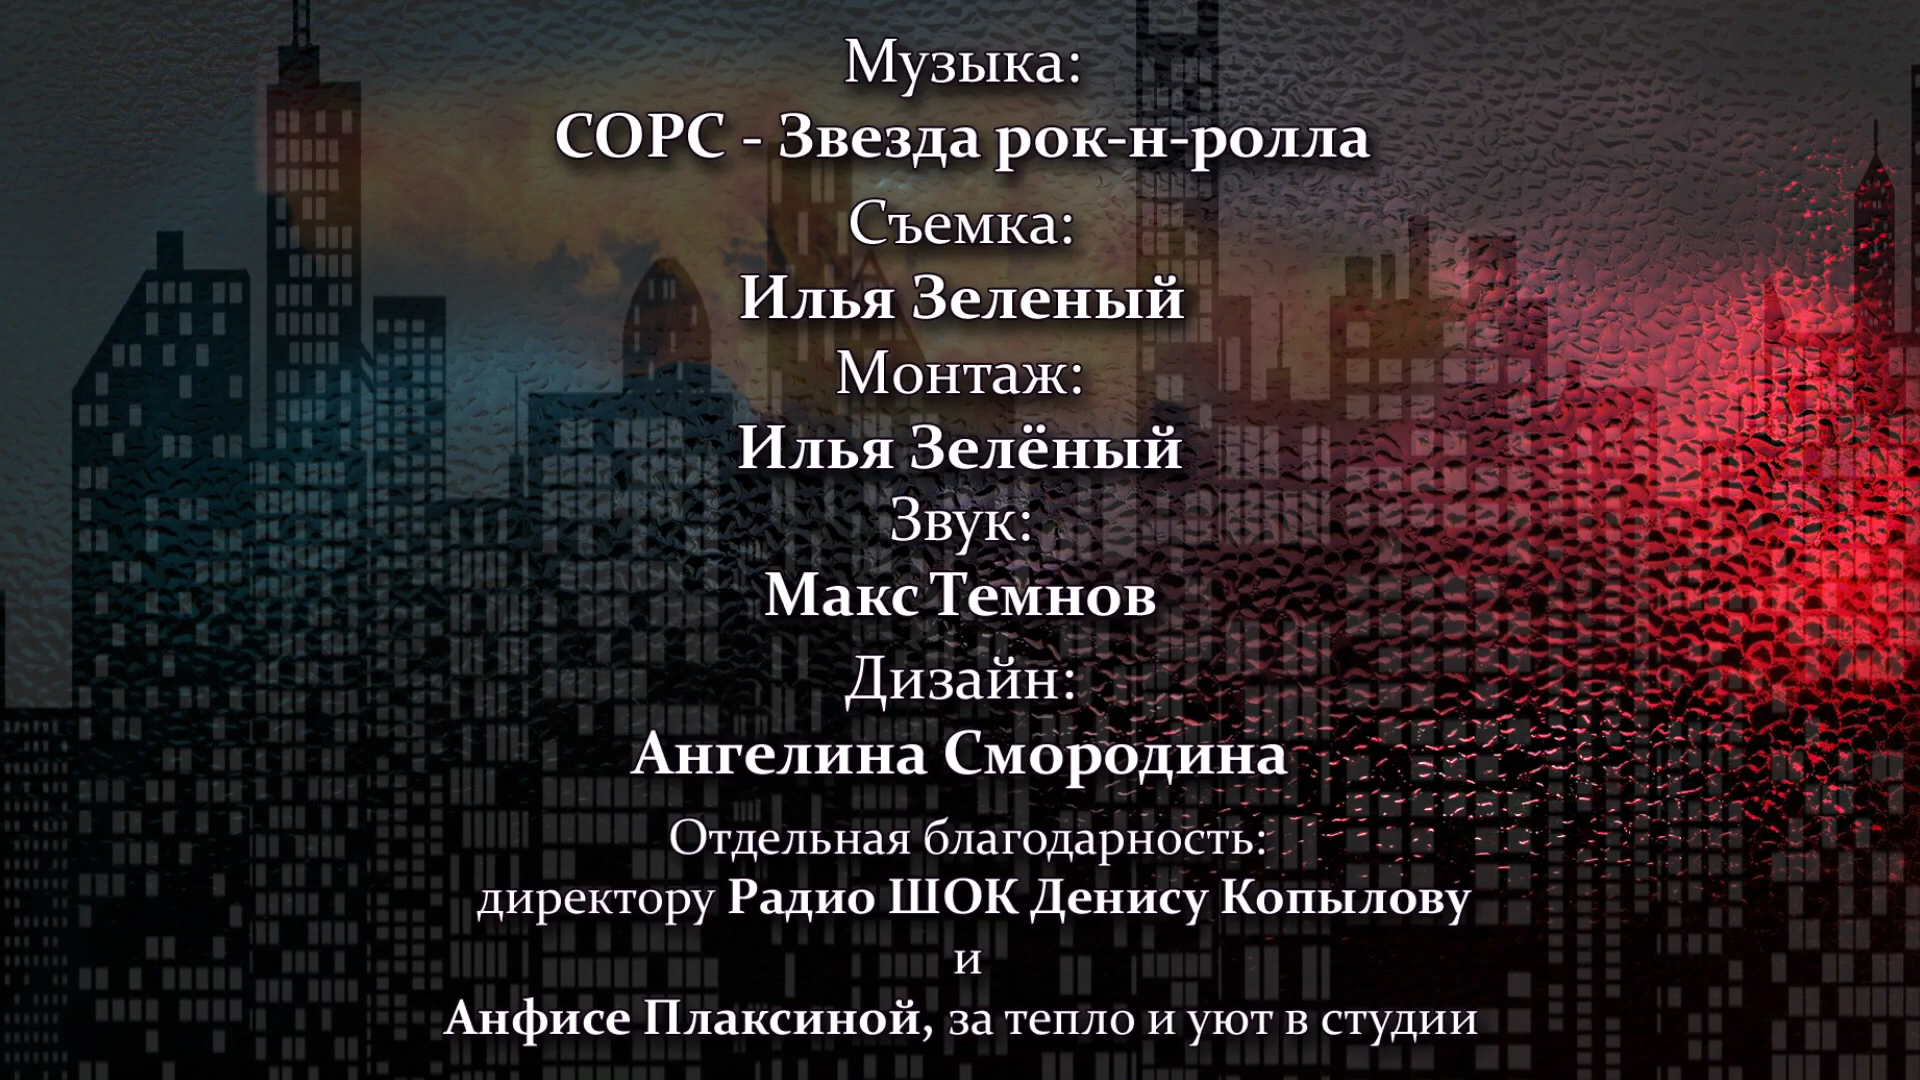 Музыка:
СОРС - Звезда рок-н-ролла
Съемка:
Илья Зеленый
Монтаж:
Илья Зелёный
Звук:
Макс Темнов
Дизайн:
Ангелина Смородина
Отдельная благодарность:
директору Радио ШОК Денису Копылову
и
Анфисе Плаксиной, за тепло и уют в студии